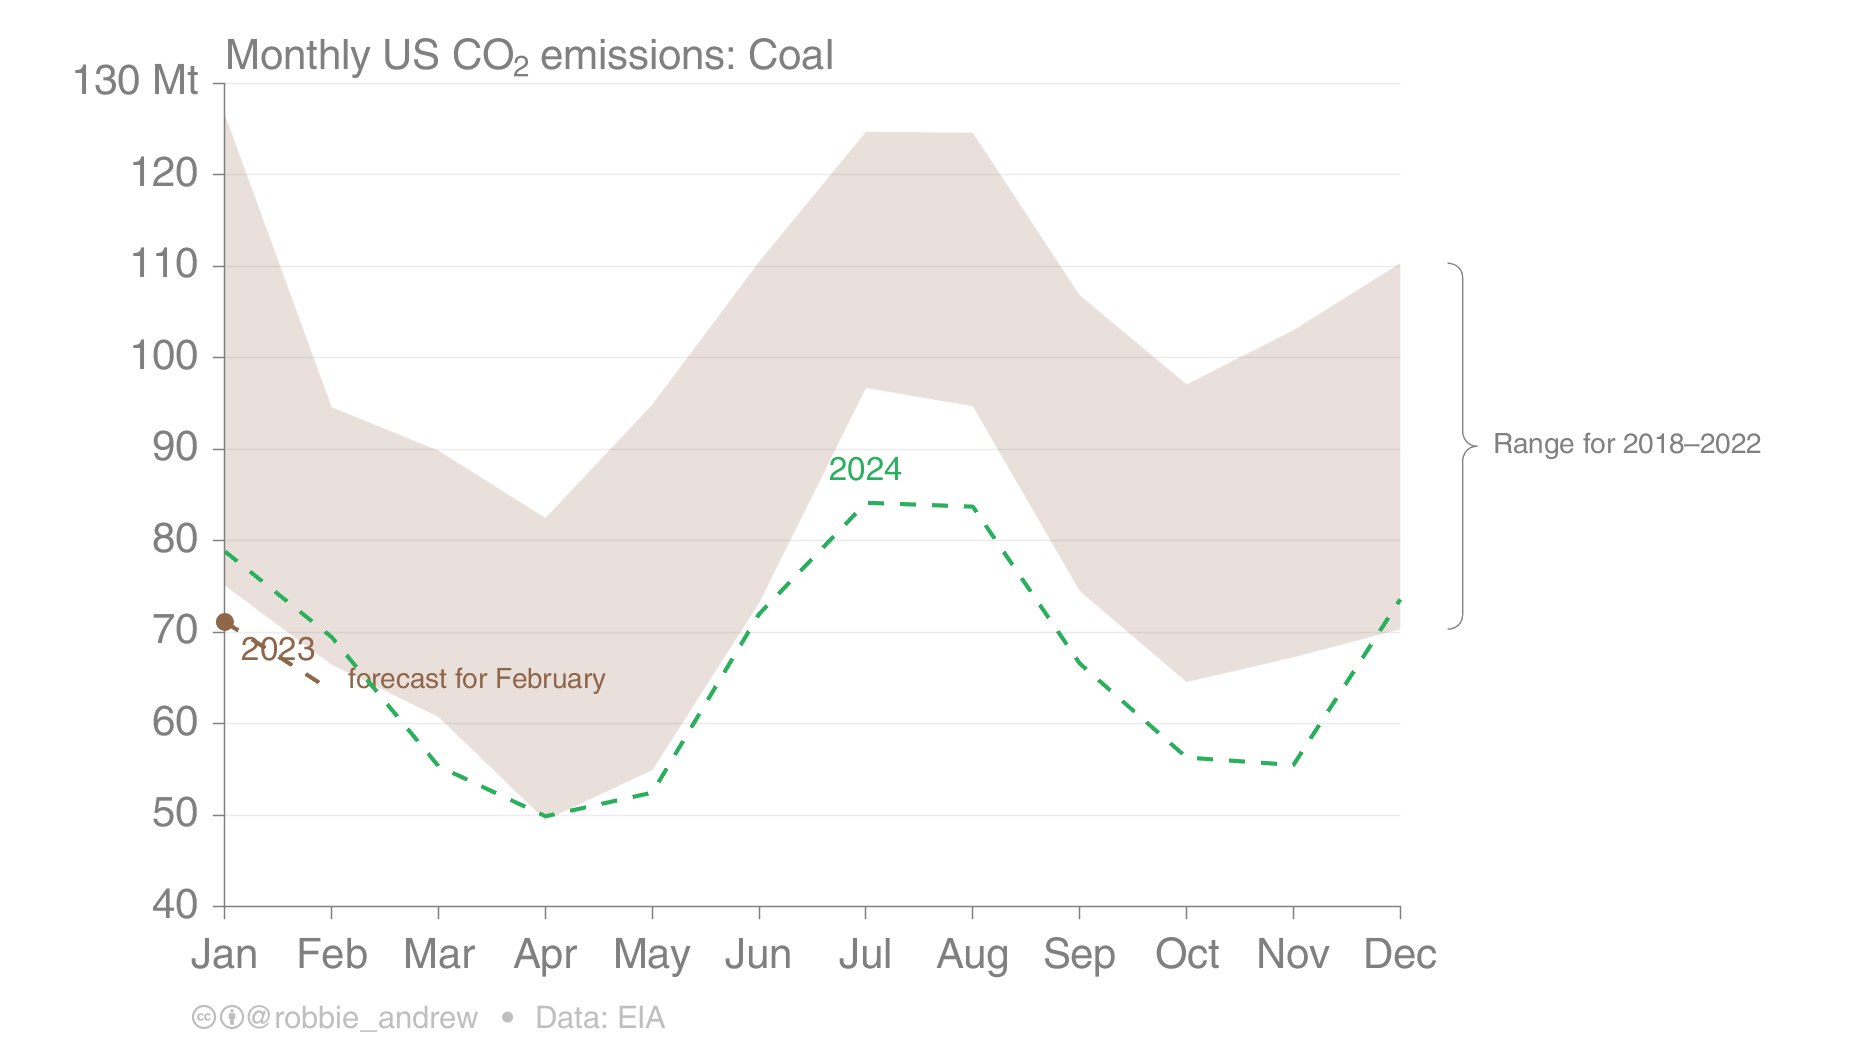 Monthly US CO₂ emissions: Coal
130 Mt
120
110
100
90
80
70
60
50
40
2024
2023
forecast for February
Range for 2018–2022
Jan Feb Mar Apr May Jun Jul Aug Sep Oct Nov Dec
@robbie_andrew • Data: EIA